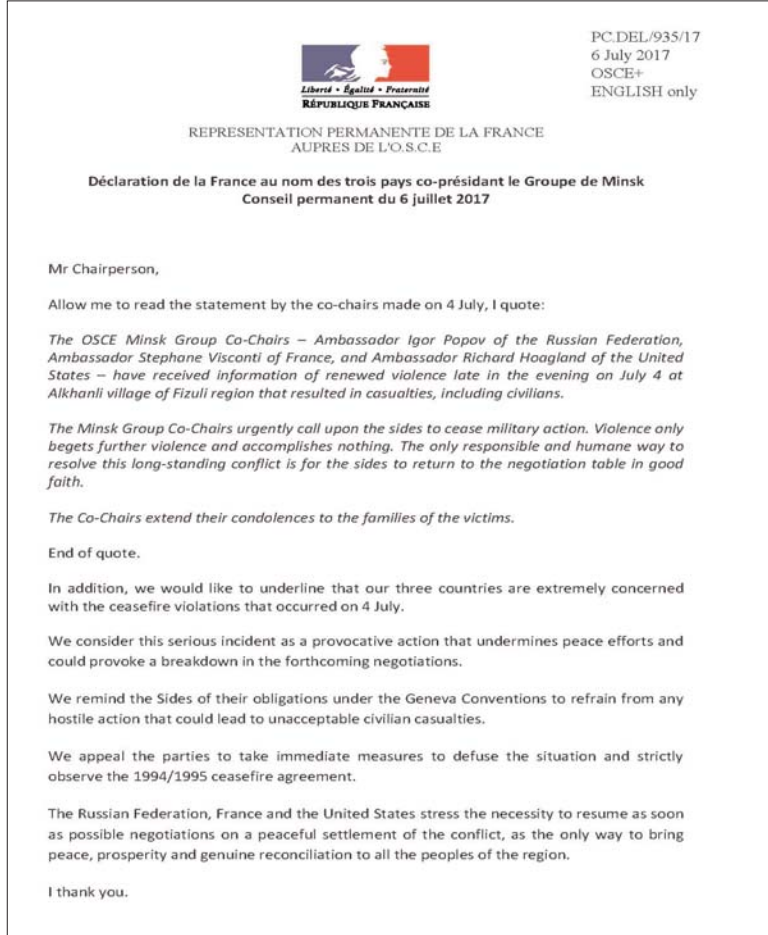 PC.DEL/935/17
6 July 2017
OSCE+
ENGLISH only
Liberté • Égalité • Fraternité
RÉPUBLIQUE FRANÇAISE
REPRESENTATION PERMANENTE DE LA FRANCE
AUPRES DE L'O.S.C.E
Déclaration de la France au nom des trois pays co-présidant le Groupe de Minsk
Conseil permanent du 6 juillet 2017
Mr Chairperson,
Allow me to read the statement by the co-chairs made on 4 July, I quote:
The OSCE Minsk Group Co-Chairs – Ambassador Igor Popov of the Russian Federation,
Ambassador Stephane Visconti of France, and Ambassador Richard Hoagland of the United
States – have received information of renewed violence late in the evening on July 4 at
Alkhanli village of Fizuli region that resulted in casualties, including civilians.
The Minsk Group Co-Chairs urgently call upon the sides to cease military action. Violence only
begets further violence and accomplishes nothing. The only responsible and humane way to
resolve this long-standing conflict is for the sides to return to the negotiation table in good
faith.
The Co-Chairs extend their condolences to the families of the victims.
End of quote.
In addition, we would like to underline that our three countries are extremely concerned
with the ceasefire violations that occurred on 4 July.
We consider this serious incident as a provocative action that undermines peace efforts and
could provoke a breakdown in the forthcoming negotiations.
We remind the Sides of their obligations under the Geneva Conventions to refrain from any
hostile action that could lead to unacceptable civilian casualties.
We appeal the parties to take immediate measures to defuse the situation and strictly
observe the 1994/1995 ceasefire agreement.
The Russian Federation, France and the United States stress the necessity to resume as soon
as possible negotiations on a peaceful settlement of the conflict, as the only way to bring
peace, prosperity and genuine reconciliation to all the peoples of the region.
I thank you.